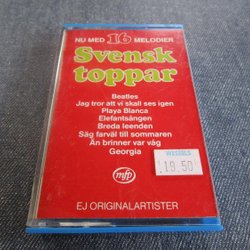 NU MED 16 MELODIER
Svensk
toppar
Beatles
Jag tror att vi skall ses igen
Playa Blanca
Elefantsången
Breda leenden
Säg farväl till sommaren
Än brinner var väg
Georgia
mfp
19.50
EJ ORIGINALARTISTER